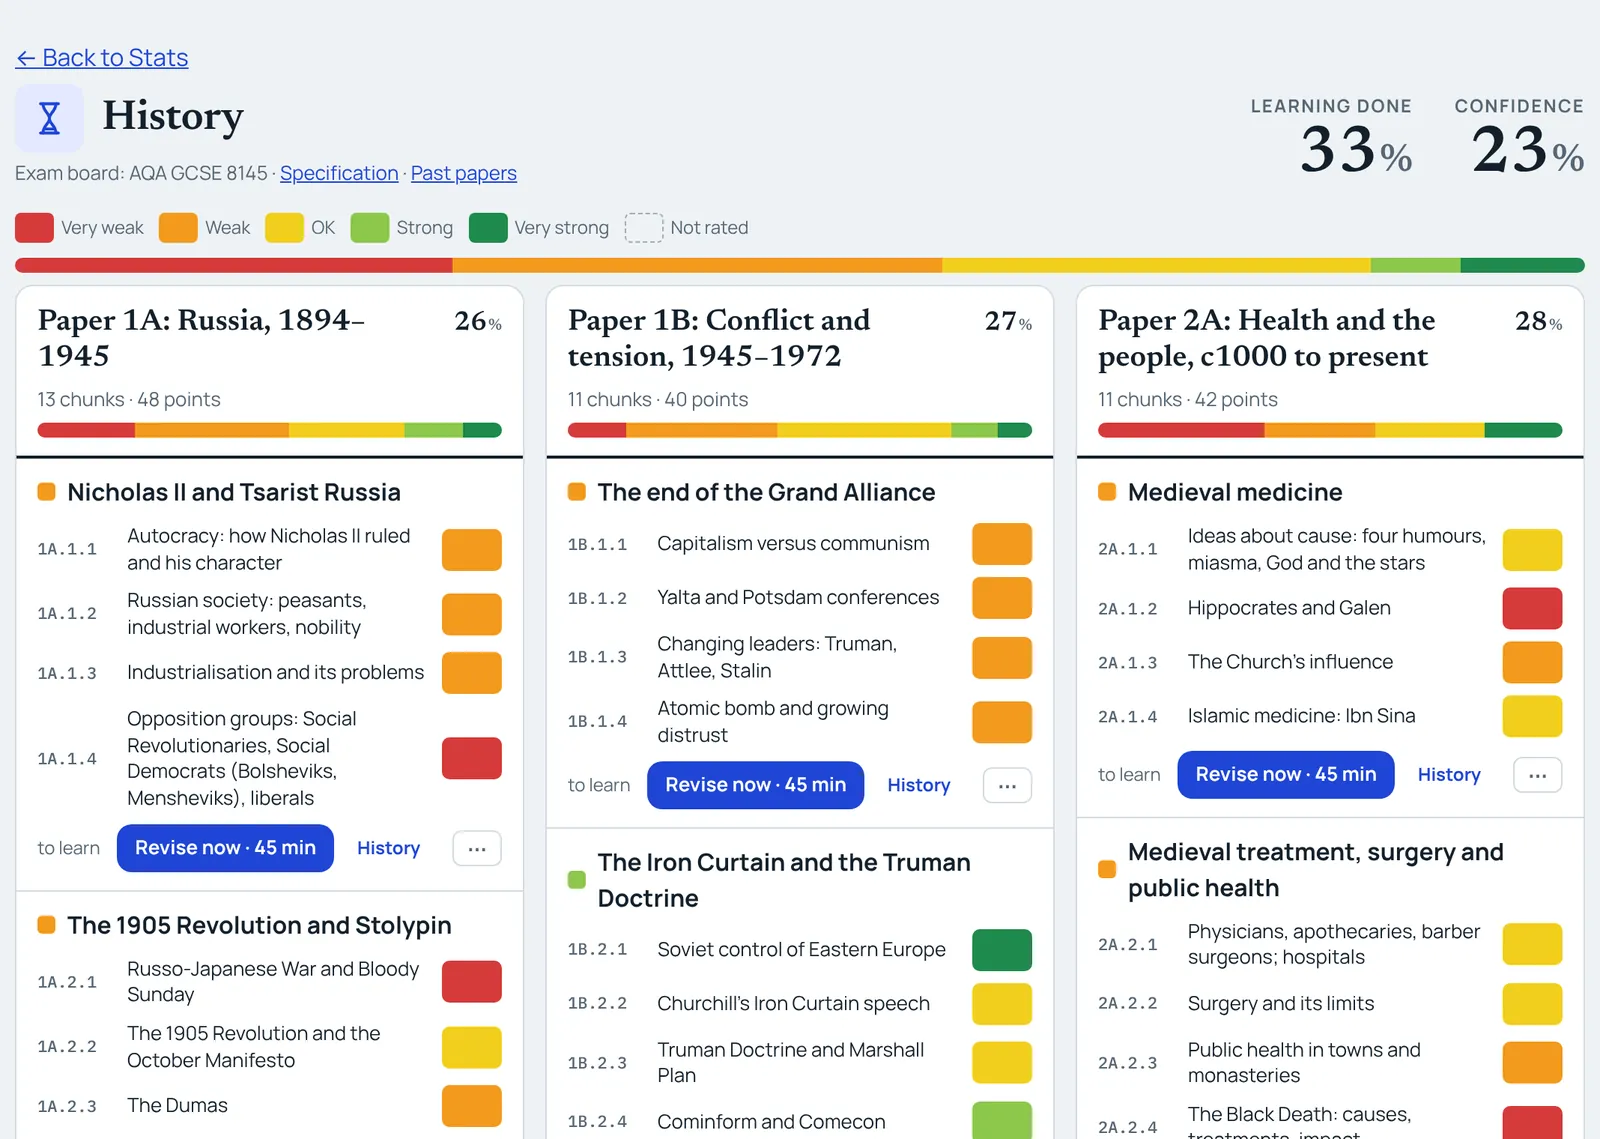 ← Back to Stats
History
Exam board: AQA GCSE 8145 · Specification · Past papers
LEARNING DONE
33%
CONFIDENCE
23%
Very weak
Weak
OK
Strong
Very strong
Not rated
Paper 1A: Russia, 1894–
1945
26%
13 chunks · 48 points
Nicholas II and Tsarist Russia
1A.1.1 Autocracy: how Nicholas II ruled
and his character
1A.1.2 Russian society: peasants,
industrial workers, nobility
1A.1.3 Industrialisation and its problems
1A.1.4 Opposition groups: Social
Revolutionaries, Social
Democrats (Bolsheviks,
Mensheviks), liberals
to learn Revise now · 45 min History ...
The 1905 Revolution and Stolypin
1A.2.1 Russo-Japanese War and Bloody
Sunday
1A.2.2 The 1905 Revolution and the
October Manifesto
1A.2.3 The Dumas
Paper 1B: Conflict and
tension, 1945–1972
27%
11 chunks · 40 points
The end of the Grand Alliance
1B.1.1 Capitalism versus communism
1B.1.2 Yalta and Potsdam conferences
1B.1.3 Changing leaders: Truman,
Attlee, Stalin
1B.1.4 Atomic bomb and growing
distrust
to learn Revise now · 45 min History ...
The Iron Curtain and the Truman
Doctrine
1B.2.1 Soviet control of Eastern Europe
1B.2.2 Churchill's Iron Curtain speech
1B.2.3 Truman Doctrine and Marshall
Plan
1B.2.4 Cominform and Comecon
Paper 2A: Health and the
people, c1000 to present
28%
11 chunks · 42 points
Medieval medicine
2A.1.1 Ideas about cause: four humours,
miasma, God and the stars
2A.1.2 Hippocrates and Galen
2A.1.3 The Church's influence
2A.1.4 Islamic medicine: Ibn Sina
to learn Revise now · 45 min History ...
Medieval treatment, surgery and
public health
2A.2.1 Physicians, apothecaries, barber
surgeons; hospitals
2A.2.2 Surgery and its limits
2A.2.3 Public health in towns and
monasteries
2A.2.4 The Black Death: causes,
treatments, impact